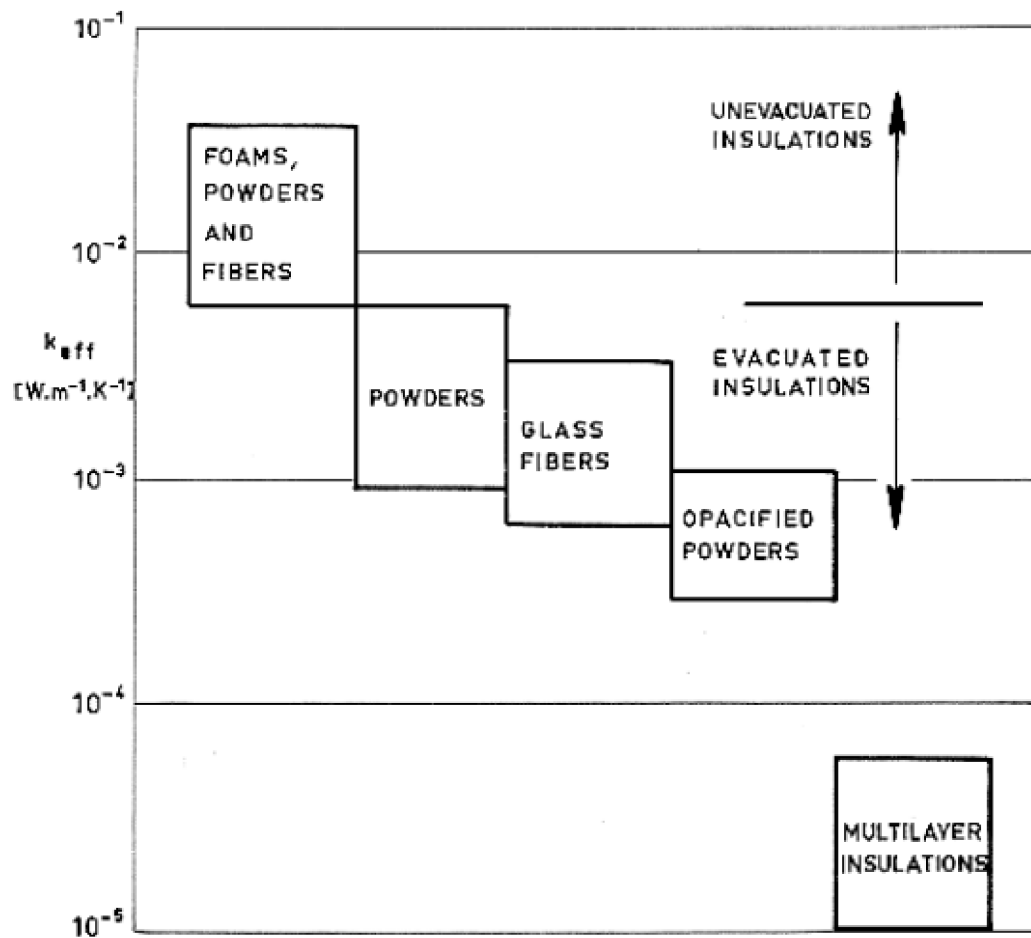 10⁻¹
UNEVACUATED
INSULATIONS
FOAMS,
POWDERS
AND
FIBERS
10⁻²
k eff
[W.m⁻¹.K⁻¹]
EVACUATED
INSULATIONS
POWDERS
GLASS
FIBERS
10⁻³
OPACIFIED
POWDERS
10⁻⁴
MULTILAYER
INSULATIONS
10⁻⁵